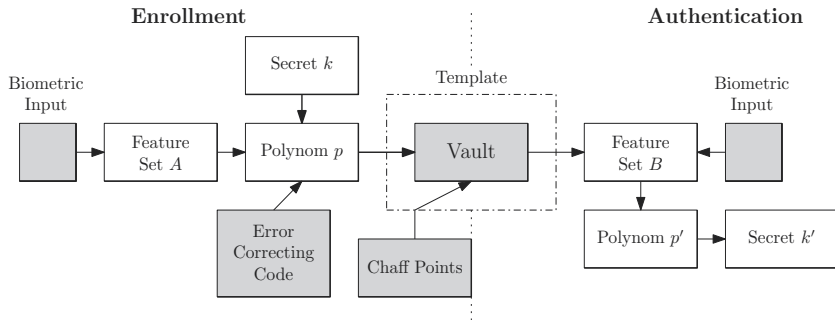 Enrollment
Authentication
Secret k
Template
Biometric
Input
Biometric
Input
Feature
Set A
Polynom p
Vault
Feature
Set B
Error
Correcting
Code
Chaff Points
Polynom p′
Secret k′